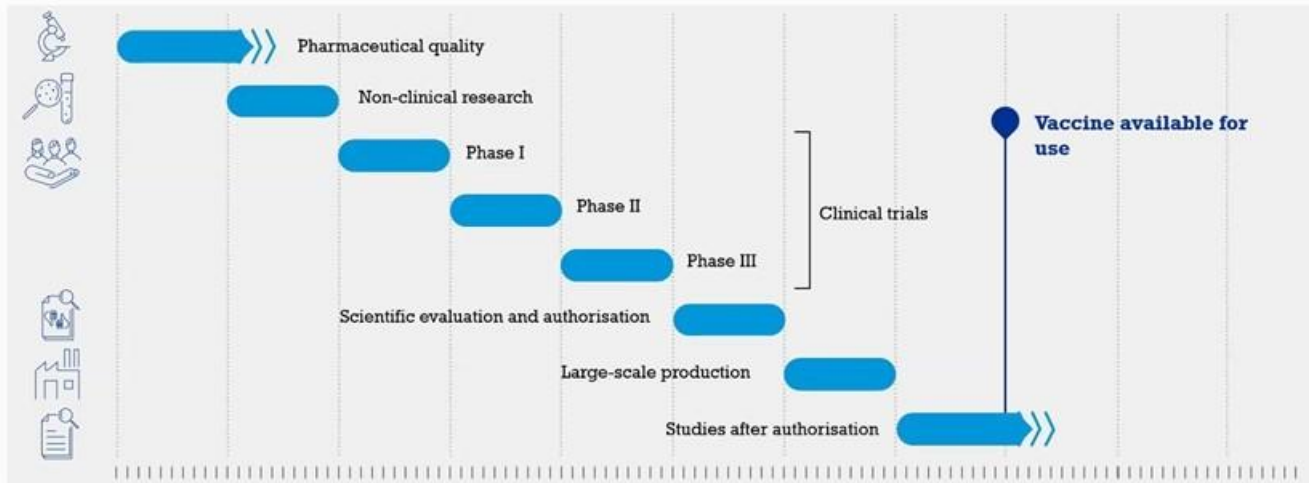 Pharmaceutical quality
Non-clinical research
Phase I
Vaccine available for
use
Phase II
Clinical trials
Phase III
Scientific evaluation and authorisation
Large-scale production
Studies after authorisation